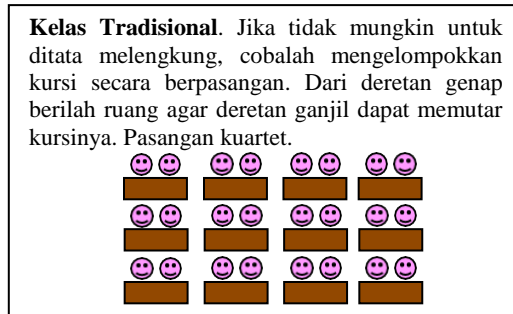 Kelas Tradisional. Jika tidak mungkin untuk
ditata melengkung, cobalah mengelompokkan
kursi secara berpasangan. Dari deretan genap
berilah ruang agar deretan ganjil dapat memutar
kursinya. Pasangan kuartet.